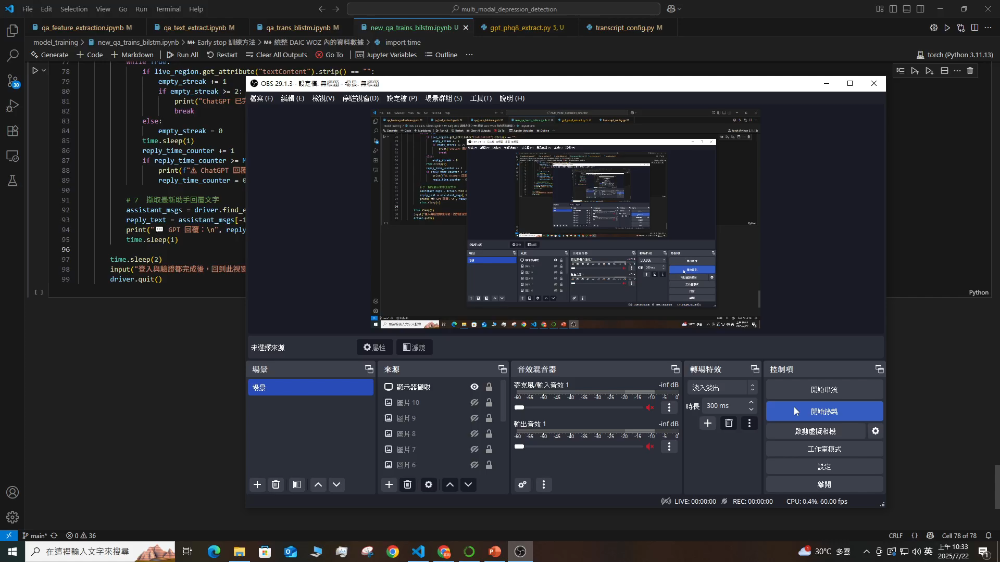 File Edit Selection View Go Run Terminal Help
multi_modal_depression_detection
qa_feature_extraction.ipynb M
qa_text_extract.ipynb M
qa_trans_blistm.ipynb M
new_qa_trains_bilstm.ipynb U
gpt_phq8_extract.py 5, U
transcript_config.py M
model_training > new_qa_trains_bilstm.ipynb > M↓ Early stop 訓練方法 > M↓ 統整 DAIC WOZ 內的資料數據 > import time
Generate + Code + Markdown Run All Restart Clear All Outputs Go To Jupyter Variables Outline ...
torch (Python 3.11.13)
77 while True:
78 if live_region.get_attribute("textContent").strip() == "":
79 empty_streak += 1
80 if empty_streak >= 2:
81 print("ChatGPT 已完
82 break
83 else:
84 empty_streak = 0
85 time.sleep(1)
86 reply_time_counter += 1
87 if reply_time_counter >= M
88 print(f"⚠ ChatGPT 回覆
89 reply_time_counter = 0
90
91 # 7 擷取最新助手回覆文字
92 assistant_msgs = driver.find_e
93 reply_text = assistant_msgs[-1
94 print("💬 GPT 回覆：\n", reply
95 time.sleep(1)
96
97 time.sleep(2)
98 input("登入與驗證都完成後，回到此視窗
99 driver.quit()
[ ]
Python
OBS 29.1.3 - 設定檔: 無標題 - 場景: 無標題
檔案 (F) 編輯 (E) 檢視(V) 停駐視窗(D) 設定檔 (P) 場景群組 (S) 工具(T) 說明 (H)
未選擇來源 屬性 濾鏡
場景
場景
來源
顯示器擷取
圖片 10
圖片 9
圖片 8
圖片 7
圖片 6
音效混音器
麥克風/輸入音效 1 -inf dB
-60 -55 -50 -45 -40 -35 -30 -25 -20 -15 -10 -5 0
輸出音效 1 -inf dB
-60 -55 -50 -45 -40 -35 -30 -25 -20 -15 -10 -5 0
轉場特效
淡入淡出
時長 300 ms
控制項
開始串流
開始錄製
啟動虛擬相機
工作室模式
設定
離開
LIVE: 00:00:00 REC: 00:00:00 CPU: 0.4%, 60.00 fps
30
main* 0 36
CRLF {} Cell 78 of 78
在這裡輸入文字來搜尋
1 30°C 多雲 英 上午 10:33
2025/7/22 1